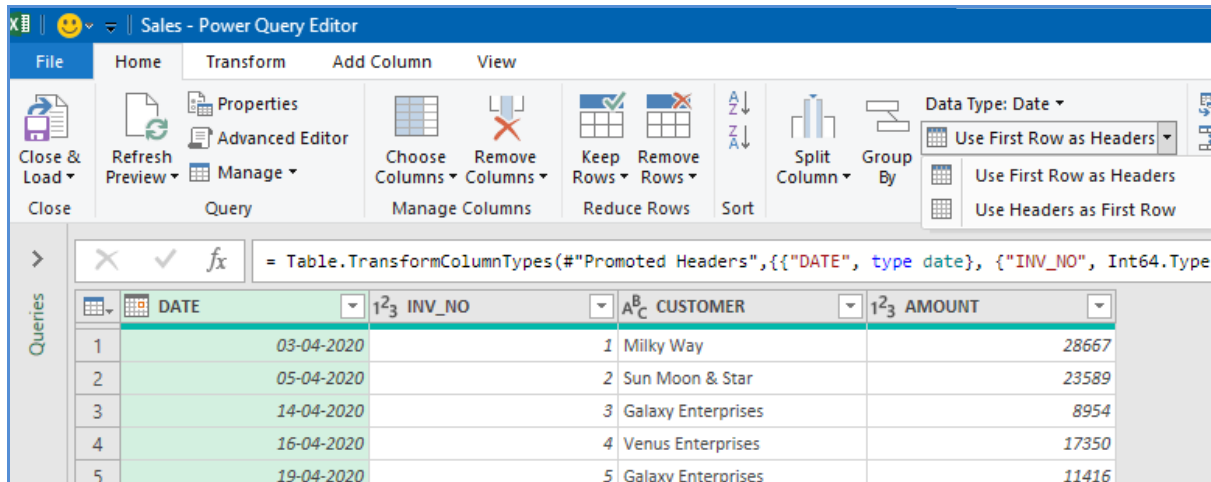 Sales - Power Query Editor
File Home Transform Add Column View
Close & Load
Close
Refresh Preview
Properties
Advanced Editor
Manage
Query
Choose Columns
Remove Columns
Manage Columns
Keep Rows
Remove Rows
Reduce Rows
A Z
Z A
Sort
Split Column
Group By
Data Type: Date
Use First Row as Headers
Use First Row as Headers
Use Headers as First Row
fx = Table.TransformColumnTypes(#"Promoted Headers",{{"DATE", type date}, {"INV_NO", Int64.Type
Queries
DATE 123 INV_NO ABC CUSTOMER 123 AMOUNT
1 03-04-2020 1 Milky Way 28667
2 05-04-2020 2 Sun Moon & Star 23589
3 14-04-2020 3 Galaxy Enterprises 8954
4 16-04-2020 4 Venus Enterprises 17350
5 19-04-2020 5 Galaxy Enterprises 11416